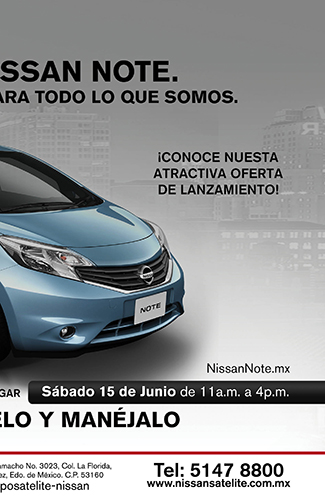 ISSAN NOTE.
ARA TODO LO QUE SOMOS.
¡CONOCE NUESTRA
ATRACTIVA OFERTA
DE LANZAMIENTO!
NOTE
NissanNote.mx
GAR Sábado 15 de Junio de 11a.m. a 4p.m.
ELO Y MANÉJALO
amacho No. 3023, Col. La Florida,
ez, Edo. de México. C.P. 53160
posatelite-nissan
Tel: 5147 8800
www.nissansatelite.com.mx